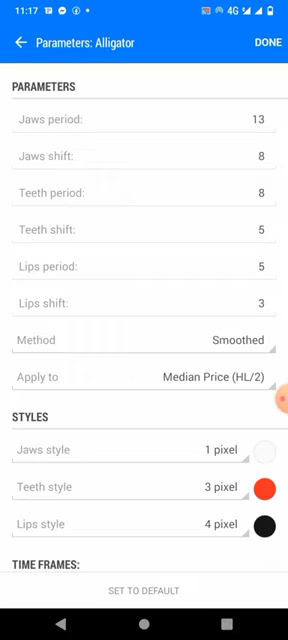 11:17 4G
Parameters: Alligator DONE
PARAMETERS
Jaws period: 13
Jaws shift: 8
Teeth period: 8
Teeth shift: 5
Lips period: 5
Lips shift: 3
Method Smoothed
Apply to Median Price (HL/2)
STYLES
Jaws style 1 pixel
Teeth style 3 pixel
Lips style 4 pixel
TIME FRAMES:
SET TO DEFAULT